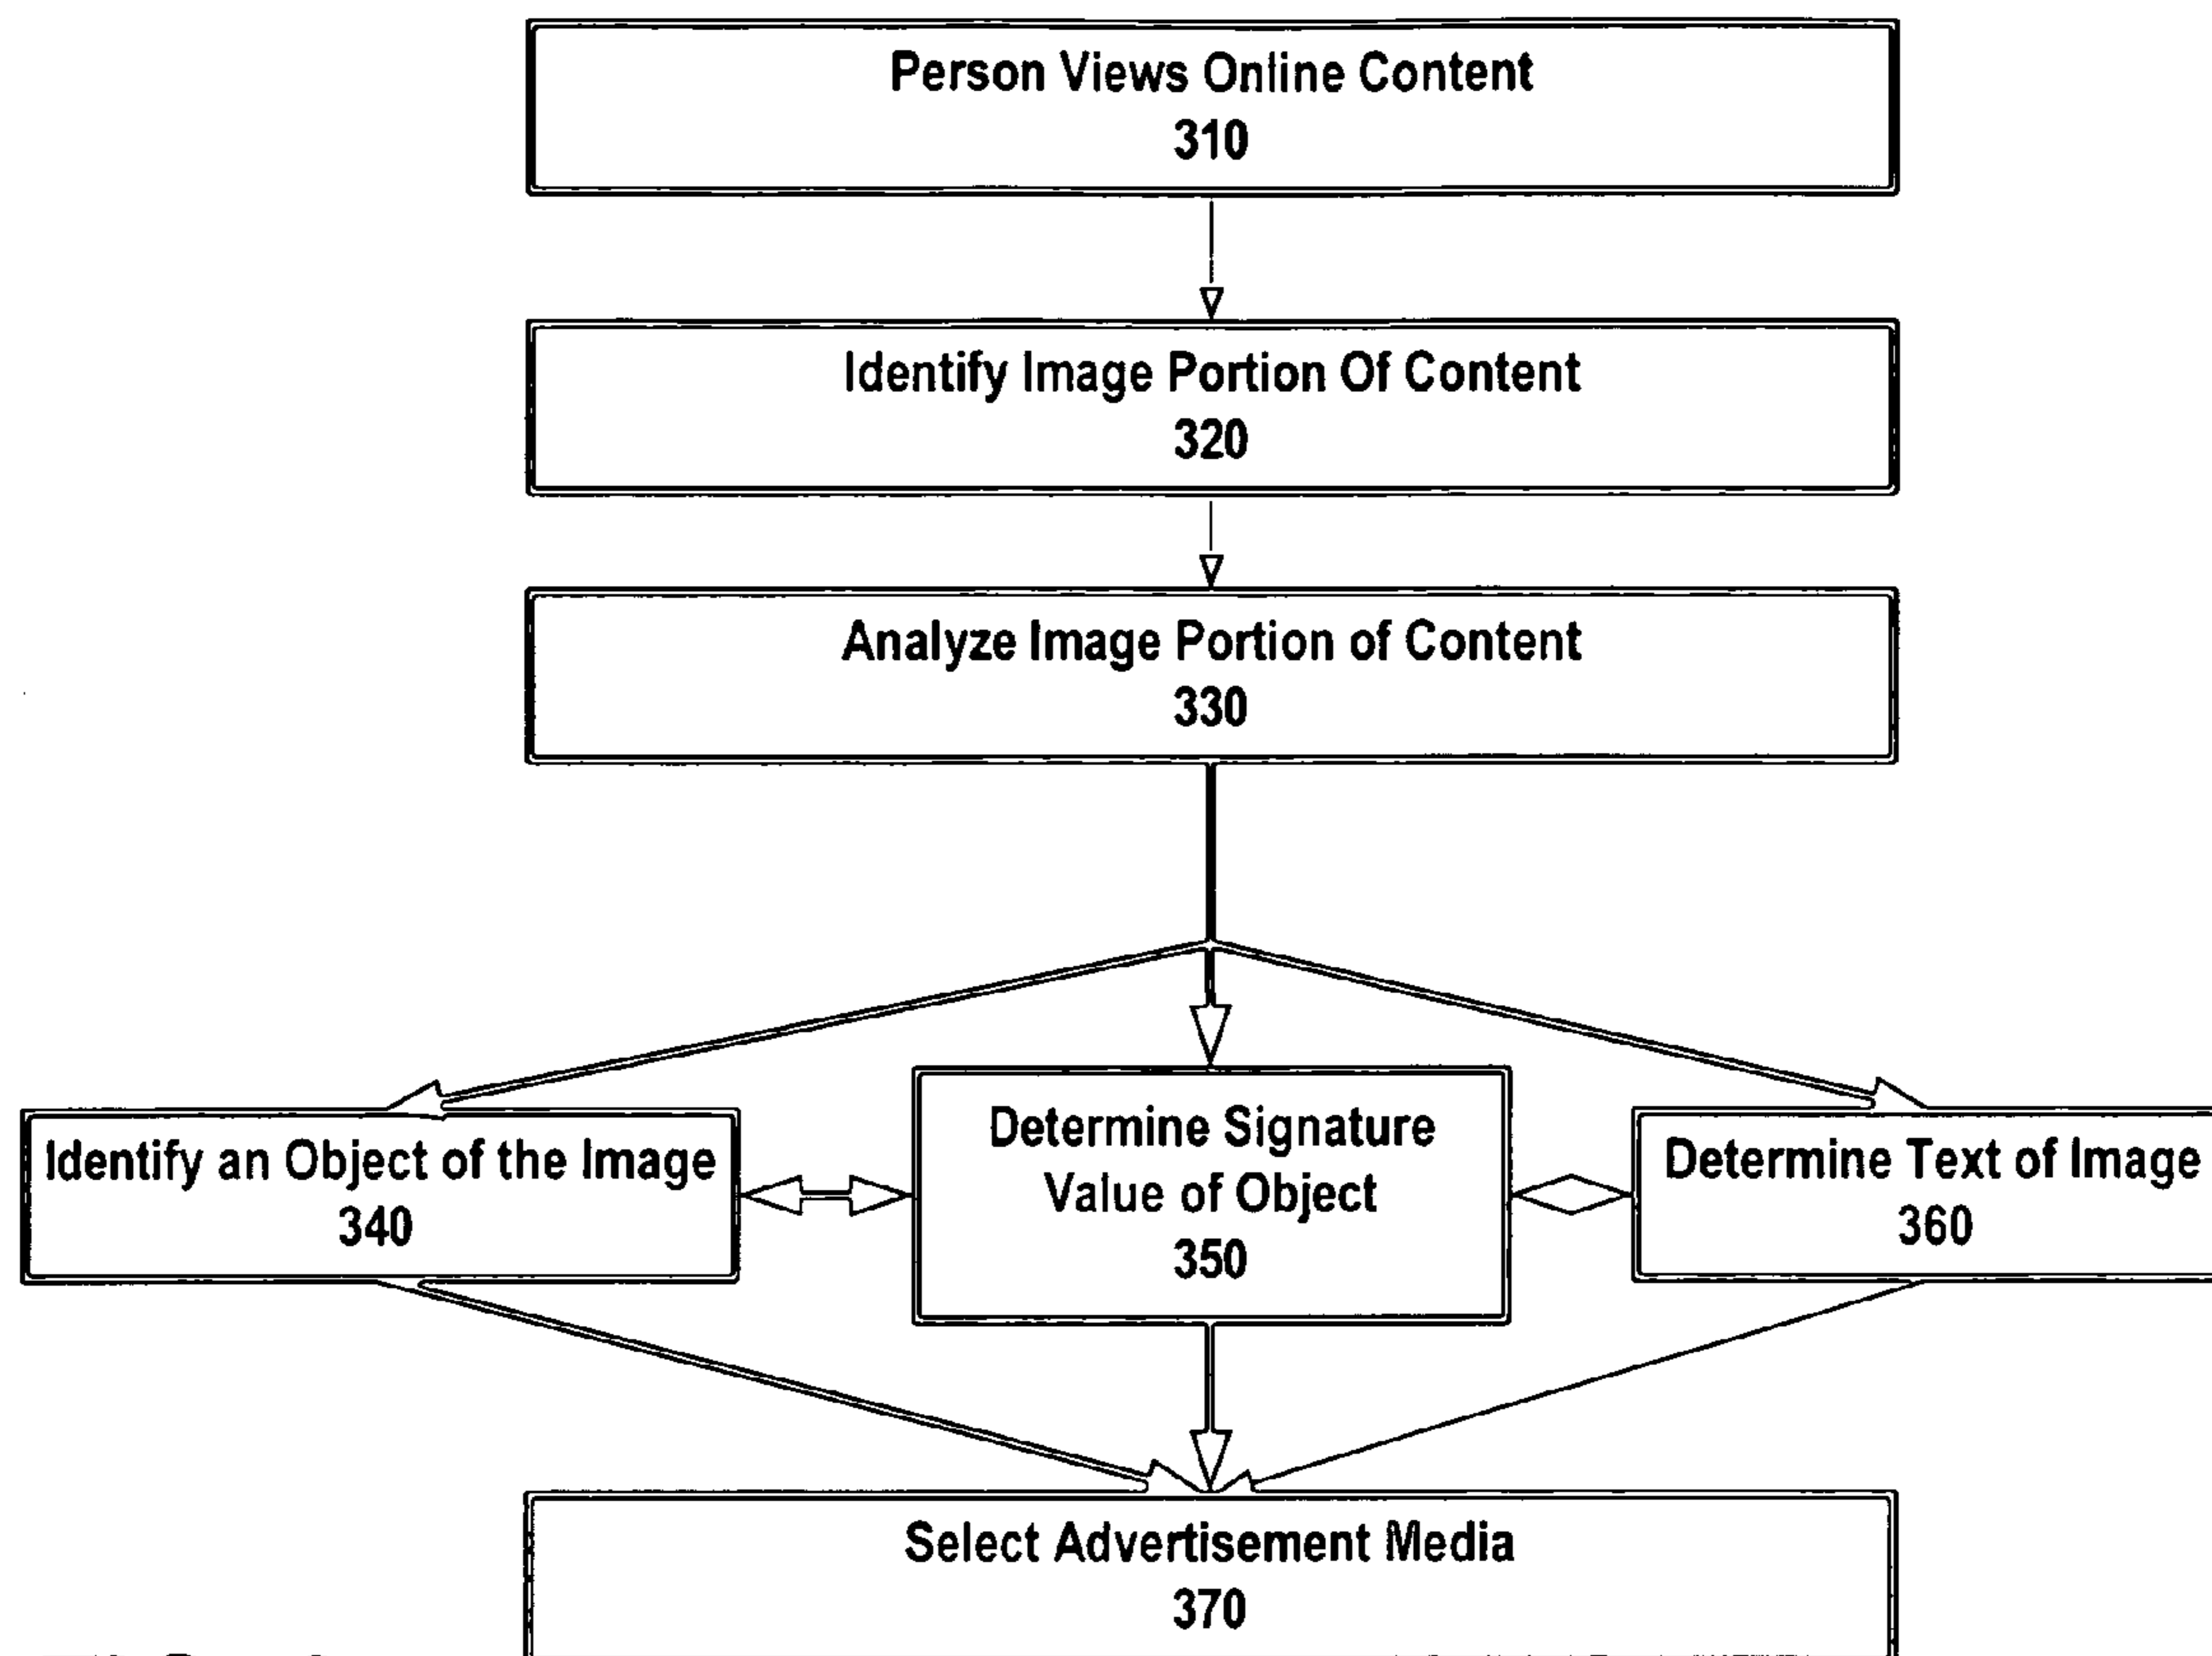 Person Views Online Content
310
Identify Image Portion Of Content
320
Analyze Image Portion of Content
330
Identify an Object of the Image
340
Determine Signature
Value of Object
350
Determine Text of Image
360
Select Advertisement Media
370